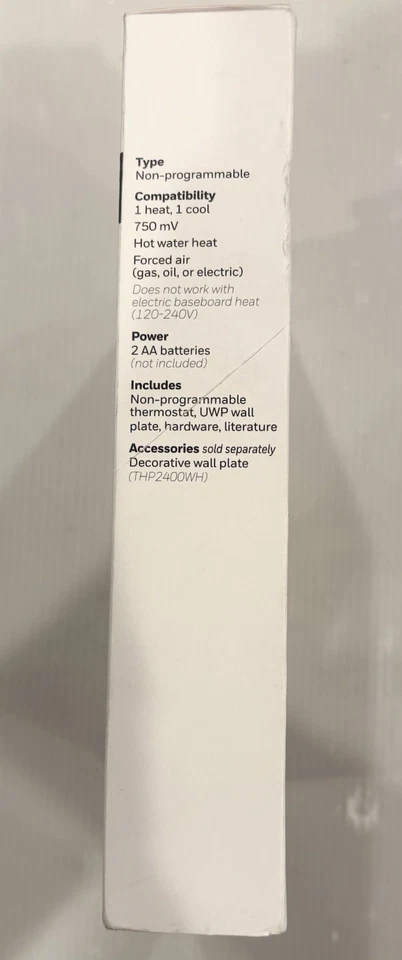 Type
Non-programmable
Compatibility
1 heat, 1 cool
750 mV
Hot water heat
Forced air
(gas, oil, or electric)
Does not work with
electric baseboard heat
(120-240V)
Power
2 AA batteries
(not included)
Includes
Non-programmable
thermostat, UWP wall
plate, hardware, literature
Accessories sold separately
Decorative wall plate
(THP2400WH)